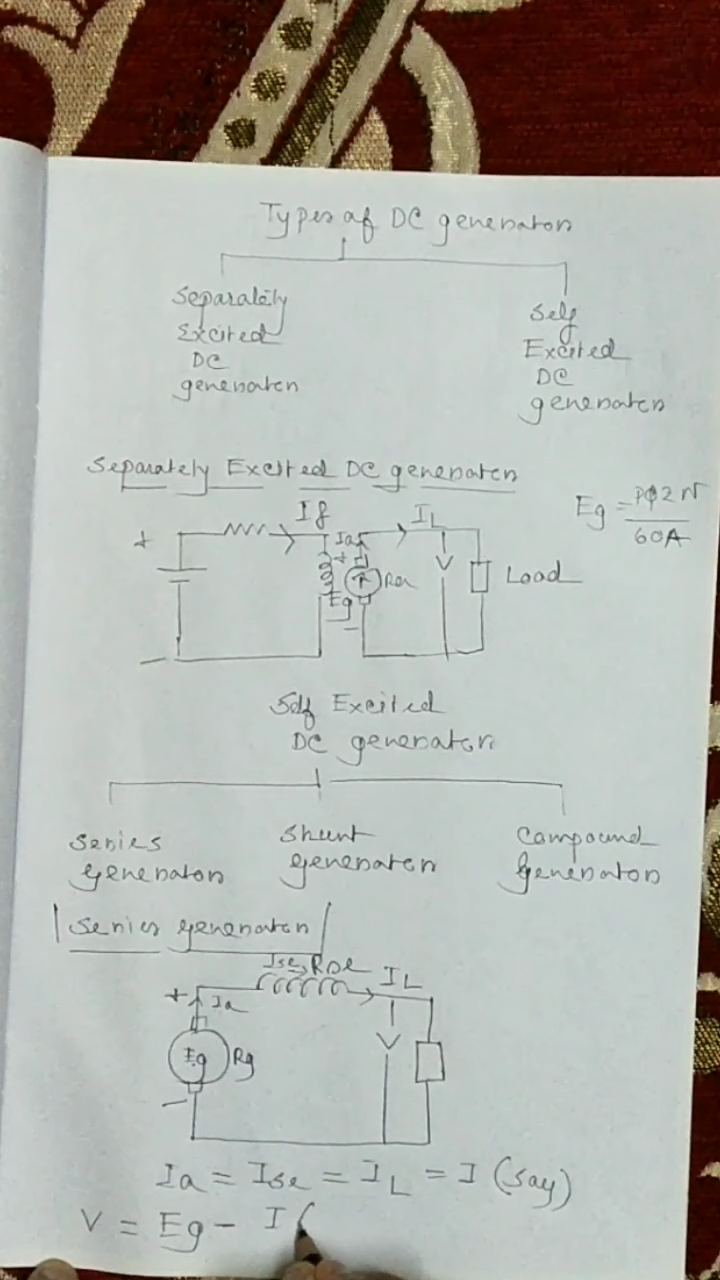 Types of DC generators
Separately
Excited
DC
generator
Self
Excited
DC
generator
Separately Excited DC generator
Eg = PφZN / 60A
If
IL
Ia
+
+
Ra
V
Load
Eg
-
-
Self Excited
DC generator
Series
generator
Shunt
generator
Compound
generator
Series generator
Ise Rse IL
+ Ia
Eg Rg
V
-
Ia = Ise = IL = I (say)
V = Eg - I (